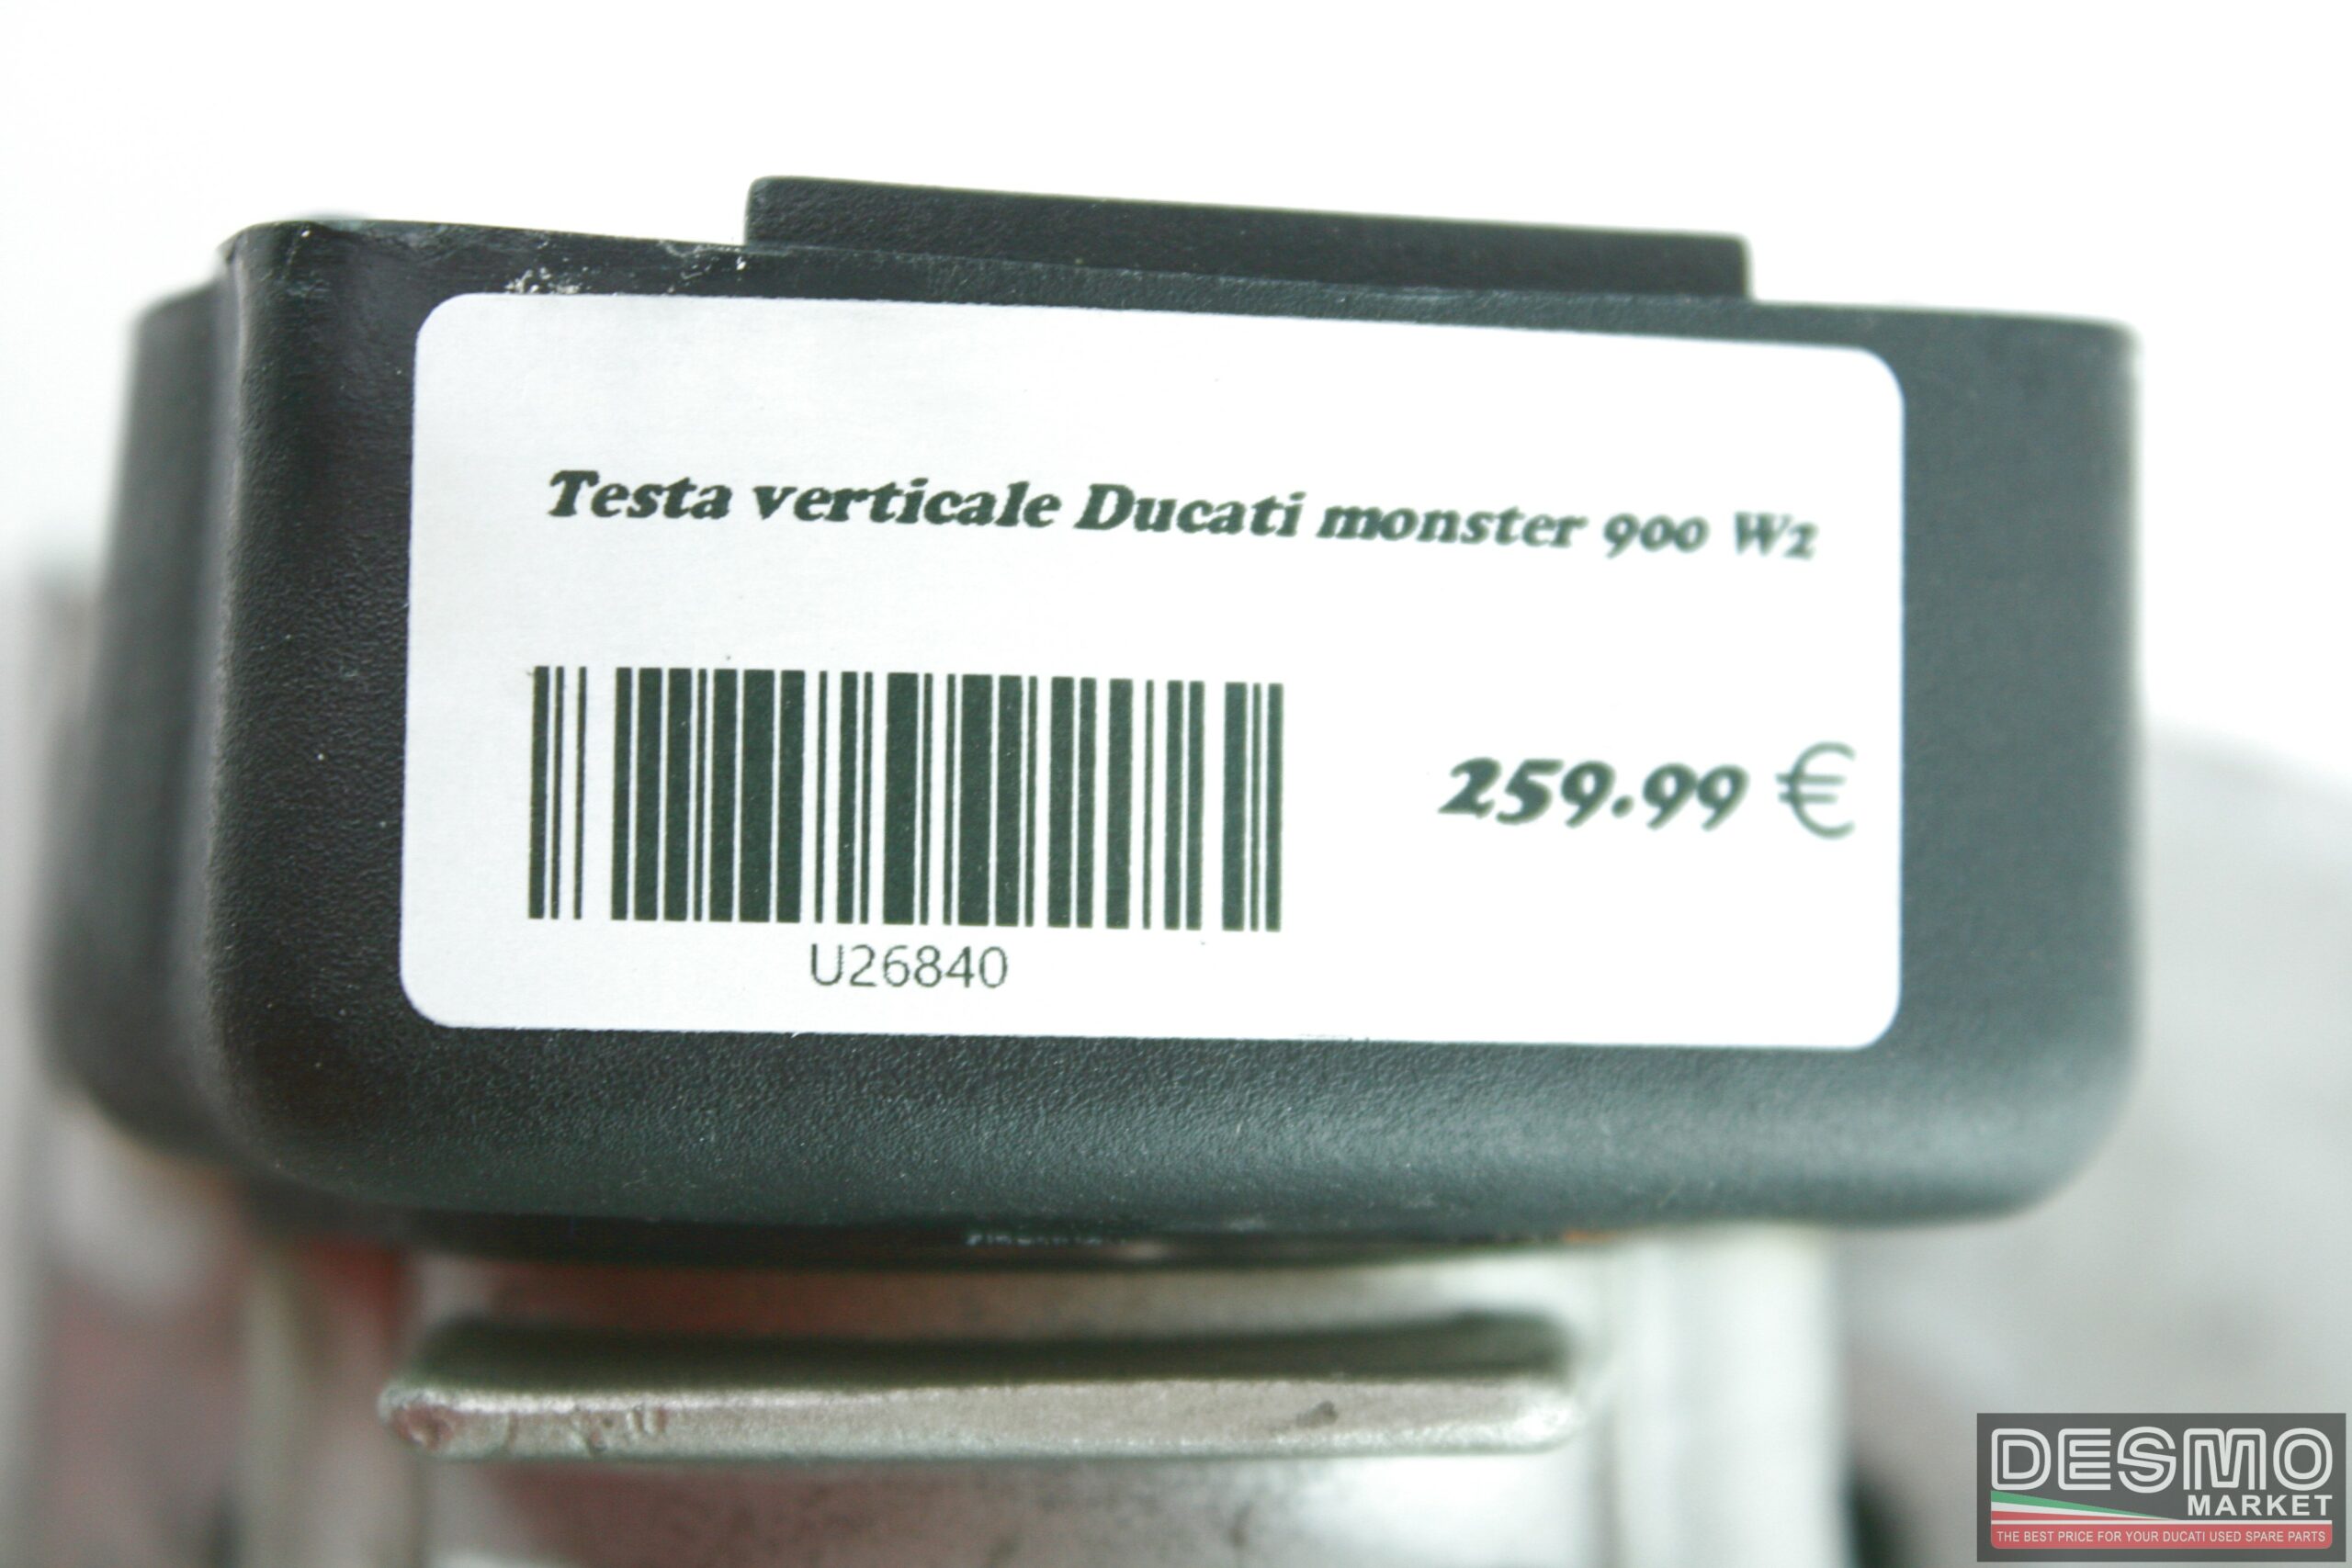 Testa verticale Ducati monster 900 W2
259.99 €
U26840
DESMO
MARKET
THE BEST PRICE FOR YOUR DUCATI USED SPARE PARTS